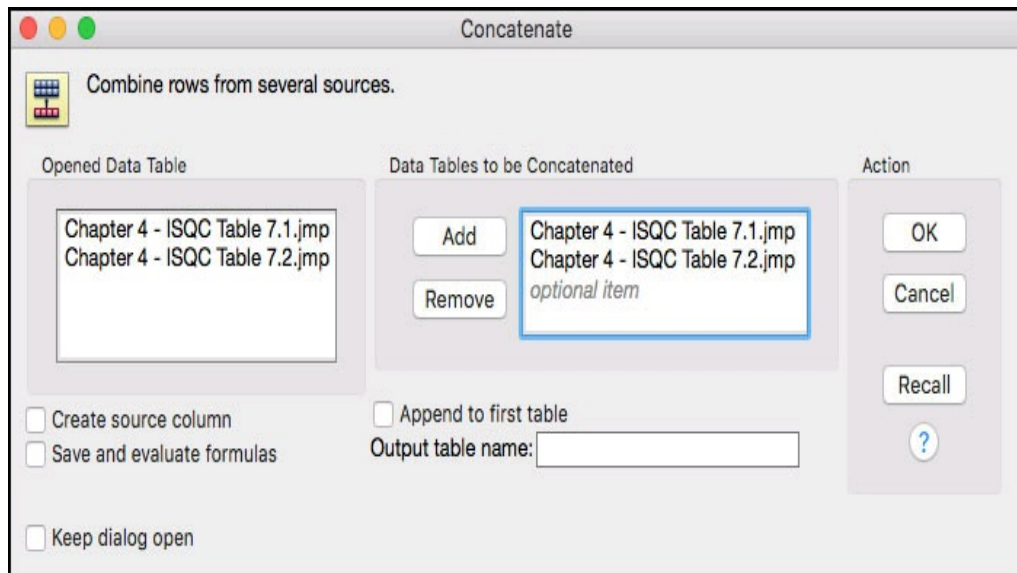 Concatenate
Combine rows from several sources.
Opened Data Table
Chapter 4 - ISQC Table 7.1.jmp
Chapter 4 - ISQC Table 7.2.jmp
Create source column
Save and evaluate formulas
Keep dialog open
Data Tables to be Concatenated
Add
Remove
Chapter 4 - ISQC Table 7.1.jmp
Chapter 4 - ISQC Table 7.2.jmp
optional item
Append to first table
Output table name:
Action
OK
Cancel
Recall
?